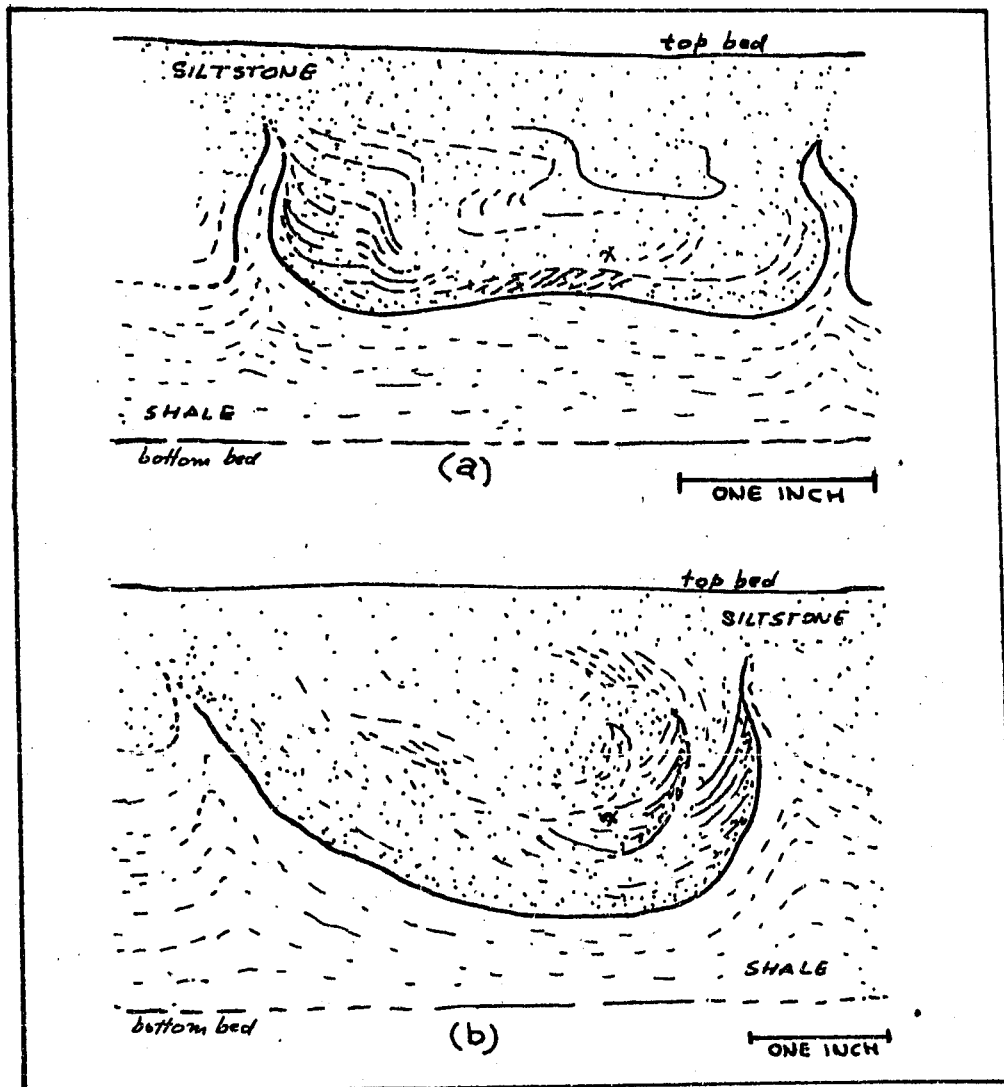 top bed
SILTSTONE
x
SHALE
bottom bed
(a)
ONE INCH
top bed
SILTSTONE
x
SHALE
bottom bed
(b)
ONE INCH